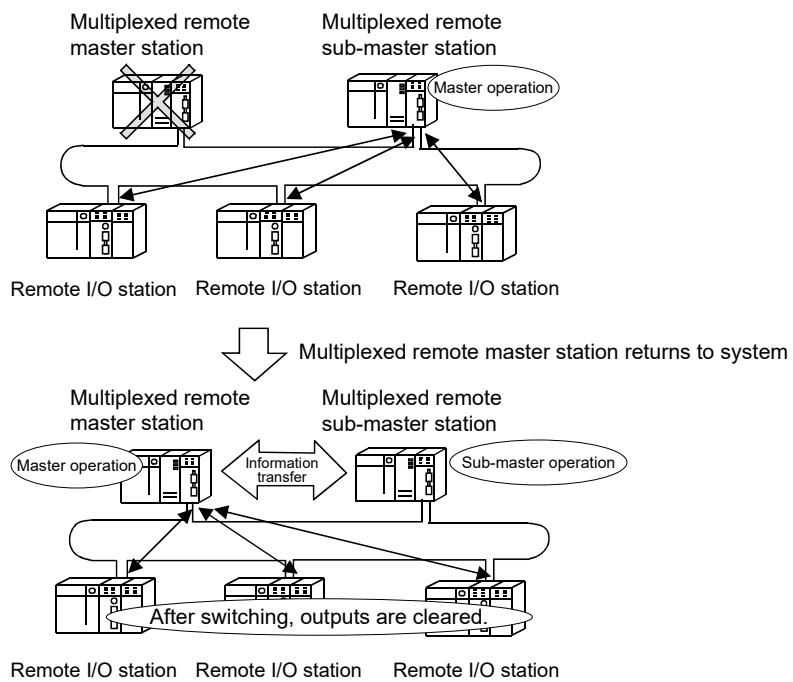 Multiplexed remote
master station
Multiplexed remote
sub-master station
Master operation
Remote I/O station
Remote I/O station
Remote I/O station
Multiplexed remote master station returns to system
Multiplexed remote
master station
Multiplexed remote
sub-master station
Master operation
Information
transfer
Sub-master operation
After switching, outputs are cleared.
Remote I/O station
Remote I/O station
Remote I/O station